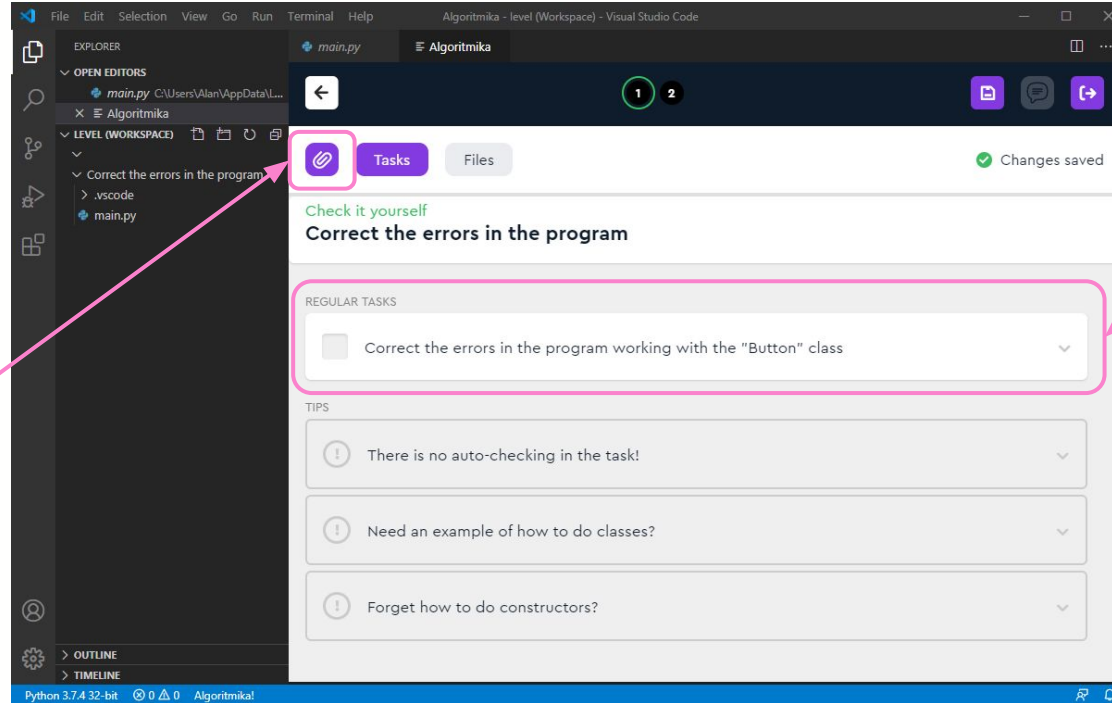 File Edit Selection View Go Run Terminal Help Algoritmika - level (Workspace) - Visual Studio Code
EXPLORER
main.py
Algoritmika
OPEN EDITORS
main.py C:\Users\Alan\AppData\L...
Algoritmika
1 2
LEVEL (WORKSPACE)
Tasks Files Changes saved
Correct the errors in the program
.vscode
main.py
Check it yourself
Correct the errors in the program
REGULAR TASKS
Correct the errors in the program working with the "Button" class
TIPS
There is no auto-checking in the task!
Need an example of how to do classes?
Forget how to do constructors?
OUTLINE
TIMELINE
Python 3.7.4 32-bit 0 0 Algoritmika!